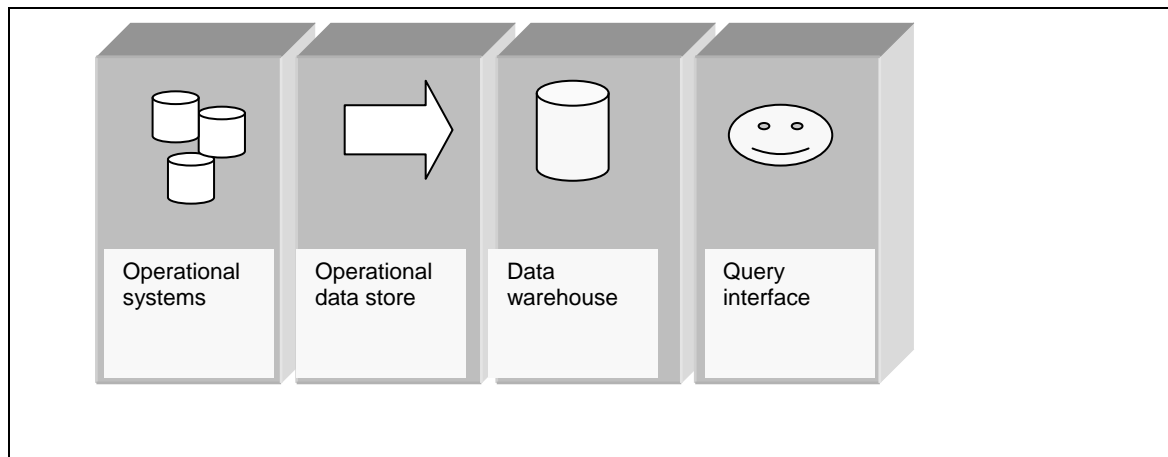 Operational
systems
Operational
data store
Data
warehouse
Query
interface